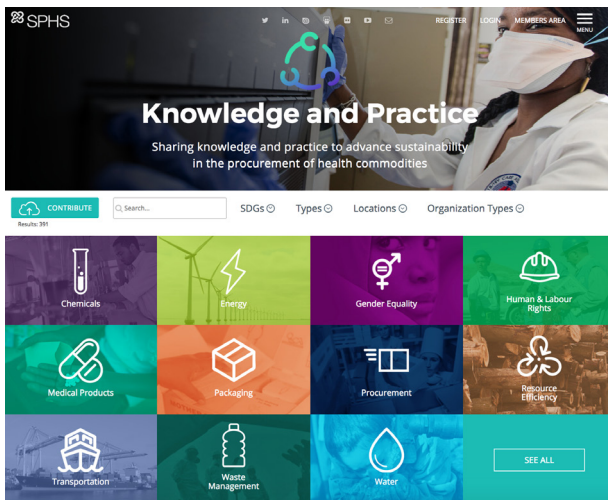 SPHS
REGISTER
LOGIN
MEMBERS AREA
MENU
Knowledge and Practice
Sharing knowledge and practice to advance sustainability
in the procurement of health commodities
CONTRIBUTE
Search...
SDGs
Types
Locations
Organization Types
Results: 391
Chemicals
Energy
Gender Equality
Human & Labour
Rights
Medical Products
Packaging
Procurement
Resource
Efficiency
Transportation
Waste
Management
Water
SEE ALL